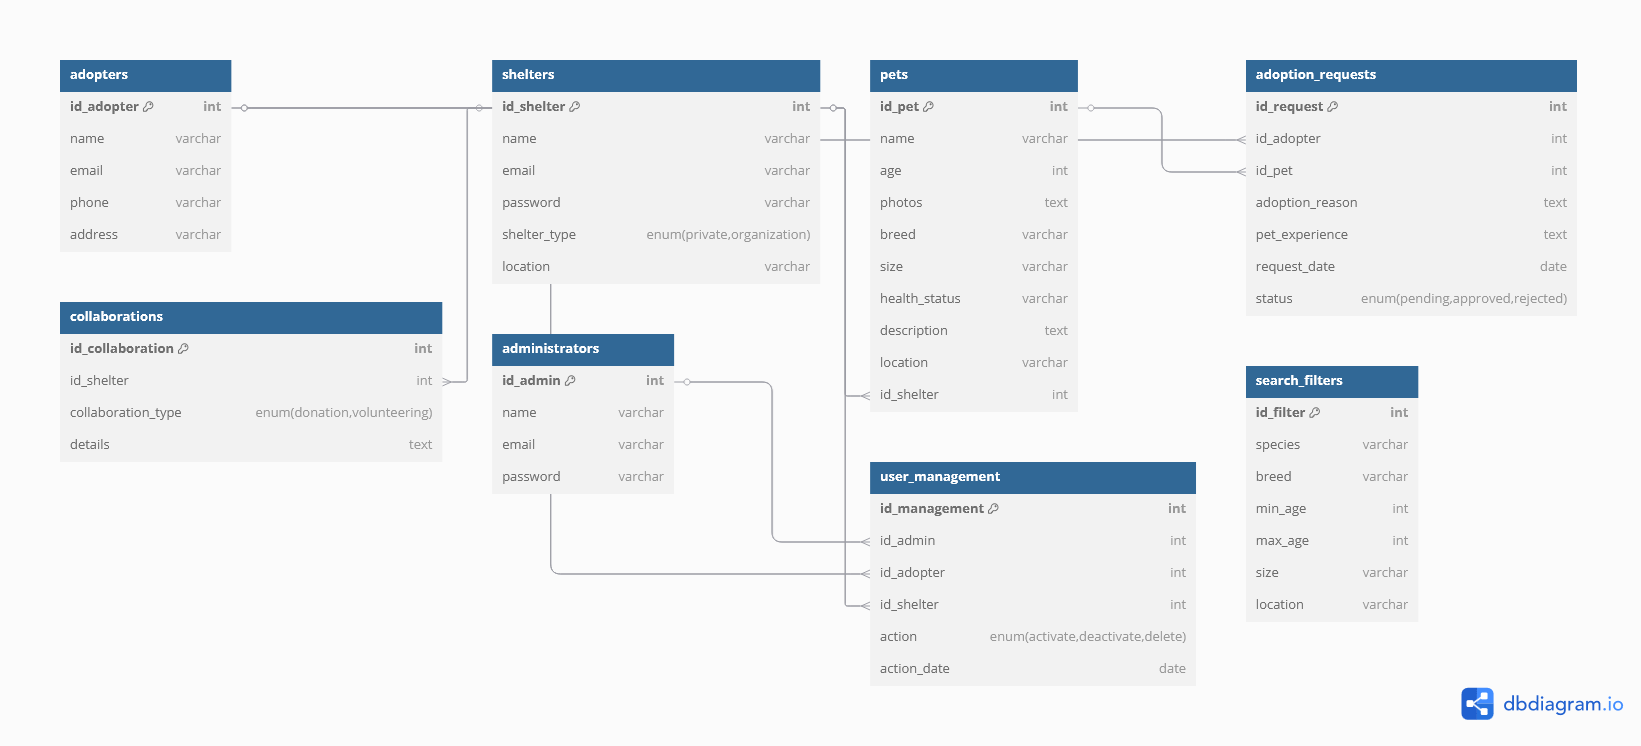 adopters
id_adopter int
name varchar
email varchar
phone varchar
address varchar
shelters
id_shelter int
name varchar
email varchar
password varchar
shelter_type enum(private,organization)
location varchar
pets
id_pet int
name varchar
age int
photos text
breed varchar
size varchar
health_status varchar
description text
location varchar
id_shelter int
adoption_requests
id_request int
id_adopter int
id_pet int
adoption_reason text
pet_experience text
request_date date
status enum(pending,approved,rejected)
collaborations
id_collaboration int
id_shelter int
collaboration_type enum(donation,volunteering)
details text
administrators
id_admin int
name varchar
email varchar
password varchar
search_filters
id_filter int
species varchar
breed varchar
min_age int
max_age int
size varchar
location varchar
user_management
id_management int
id_admin int
id_adopter int
id_shelter int
action enum(activate,deactivate,delete)
action_date date
dbdiagram.io